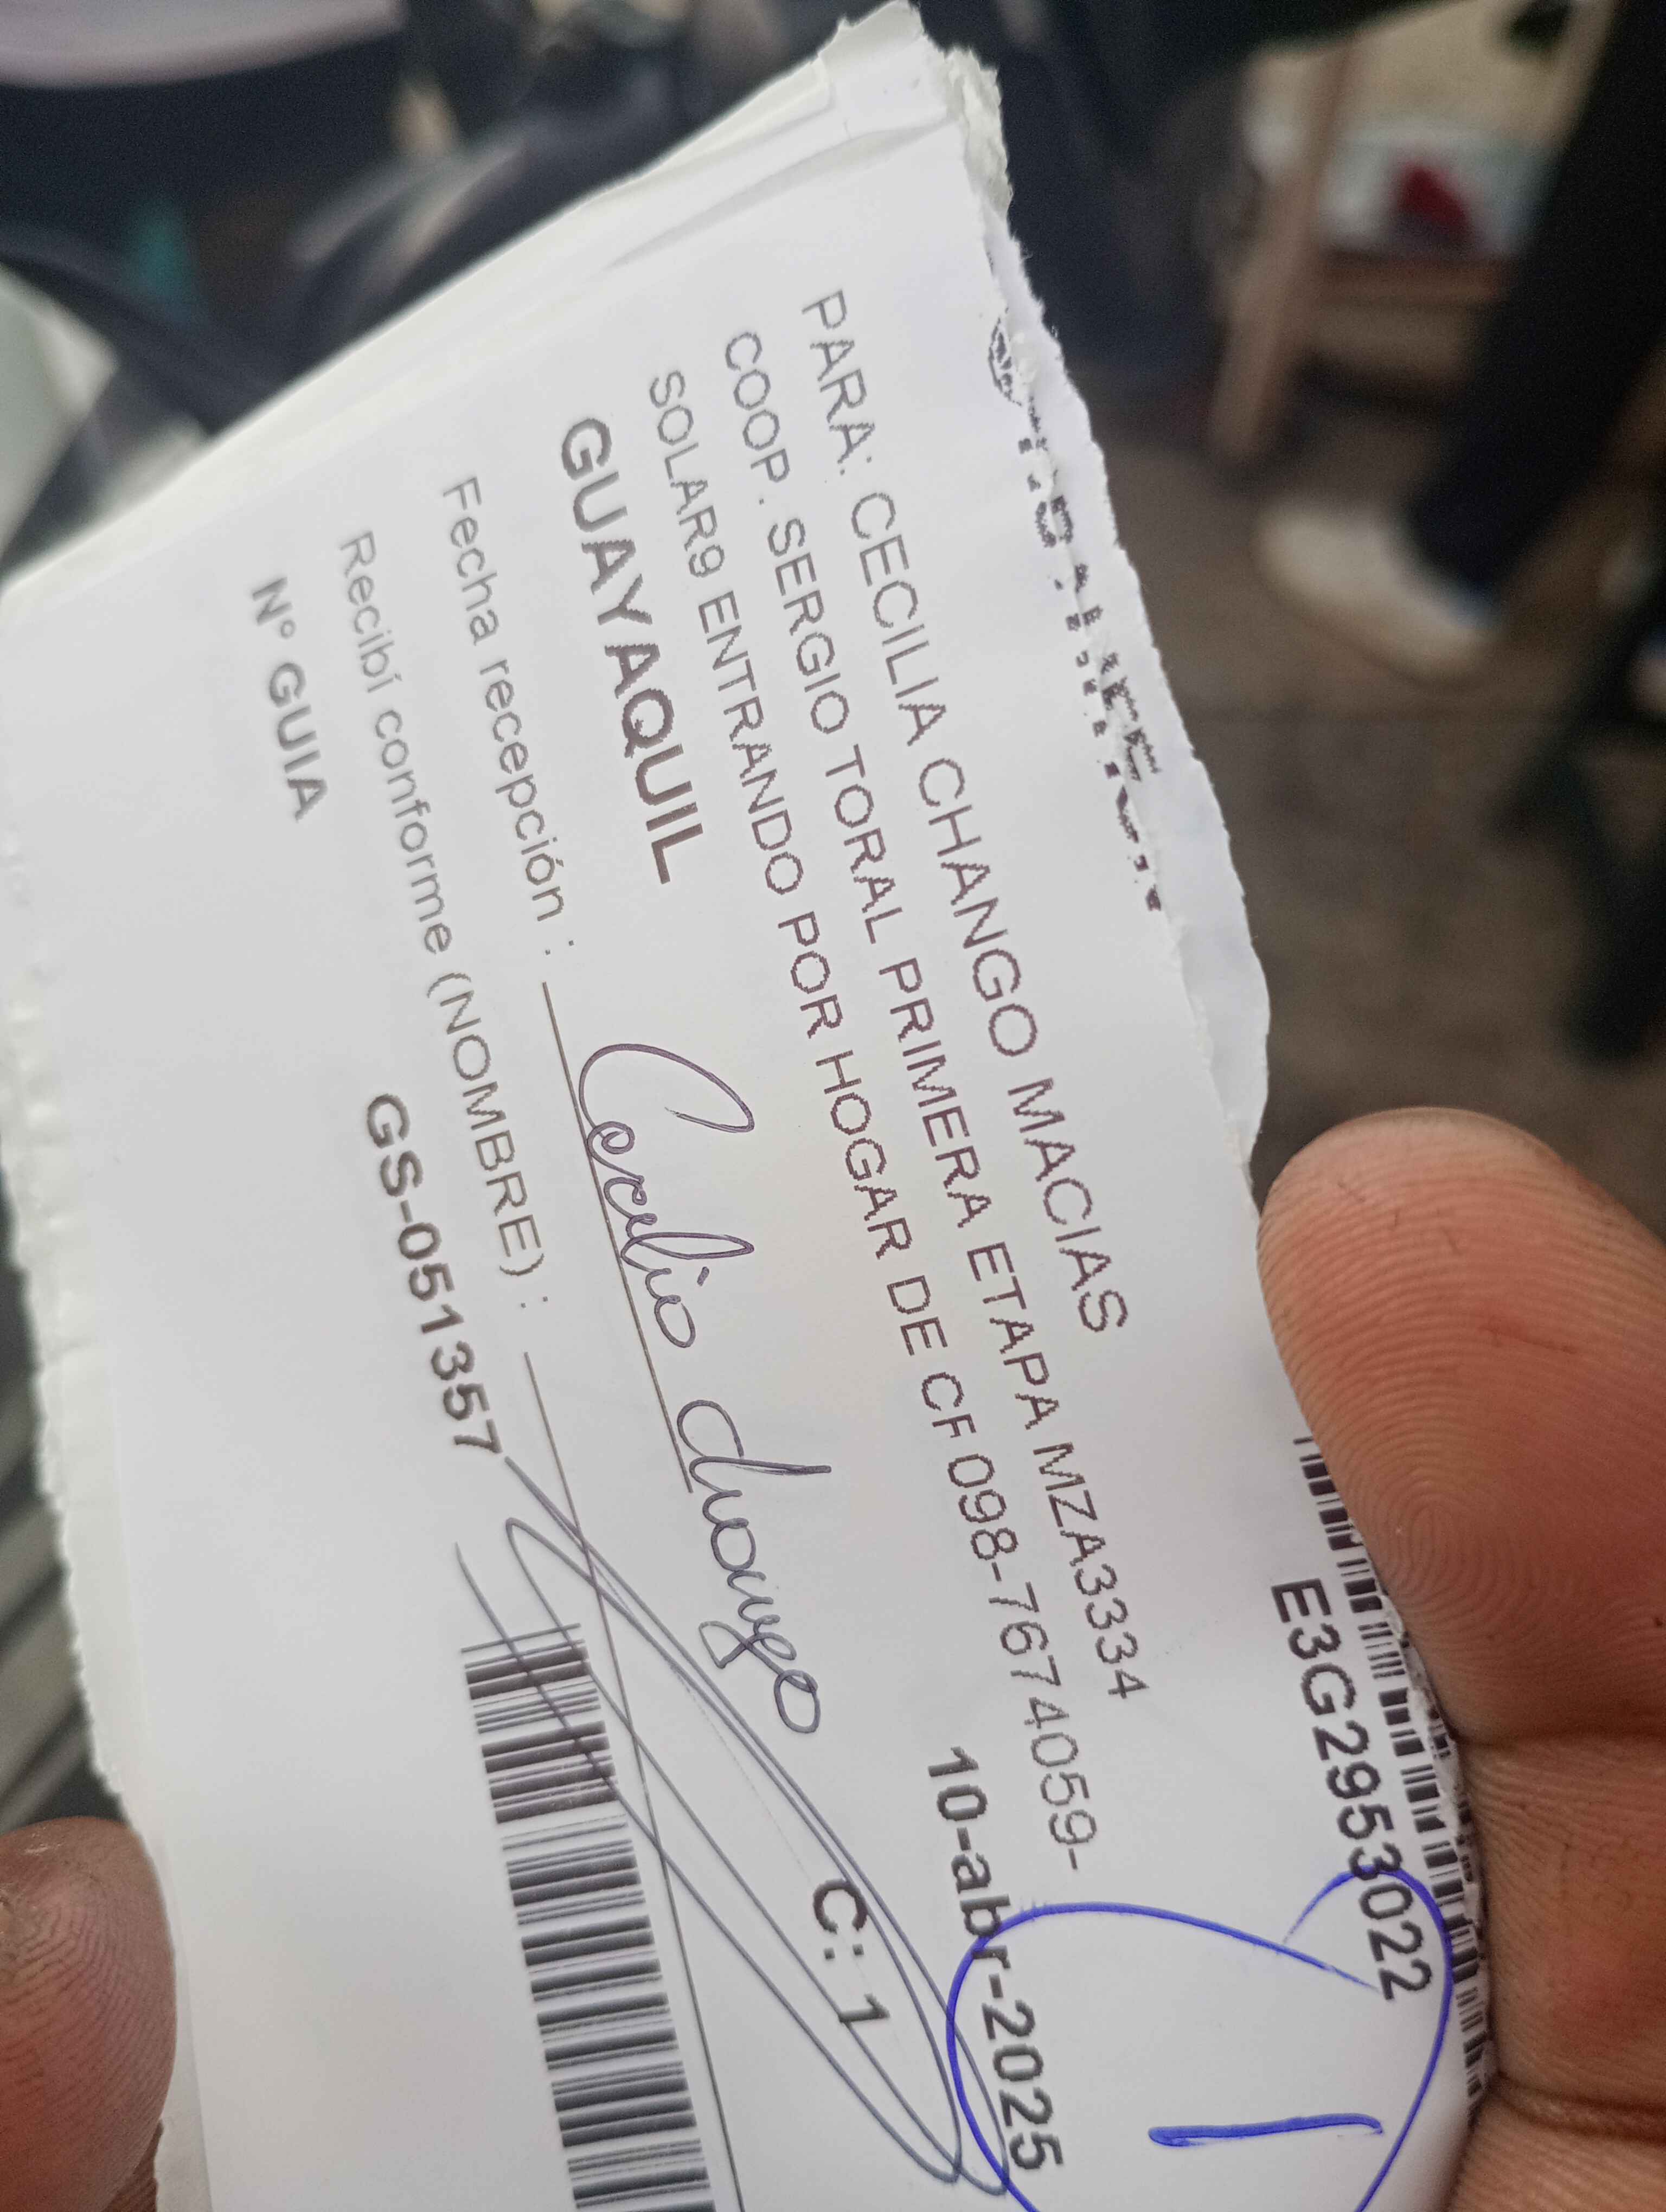 E3G2953022
PARA: CECILIA CHANGO MACIAS
COOP. SERGIO TORAL PRIMERA ETAPA MZA3334
SOLAR9 ENTRANDO POR HOGAR DE CF 098-7674059-
GUAYAQUIL
10-abr-2025
1
Fecha recepción :
Cecilia Chango
C: 1
Recibí conforme (NOMBRE) :
N° GUIA
GS-051357